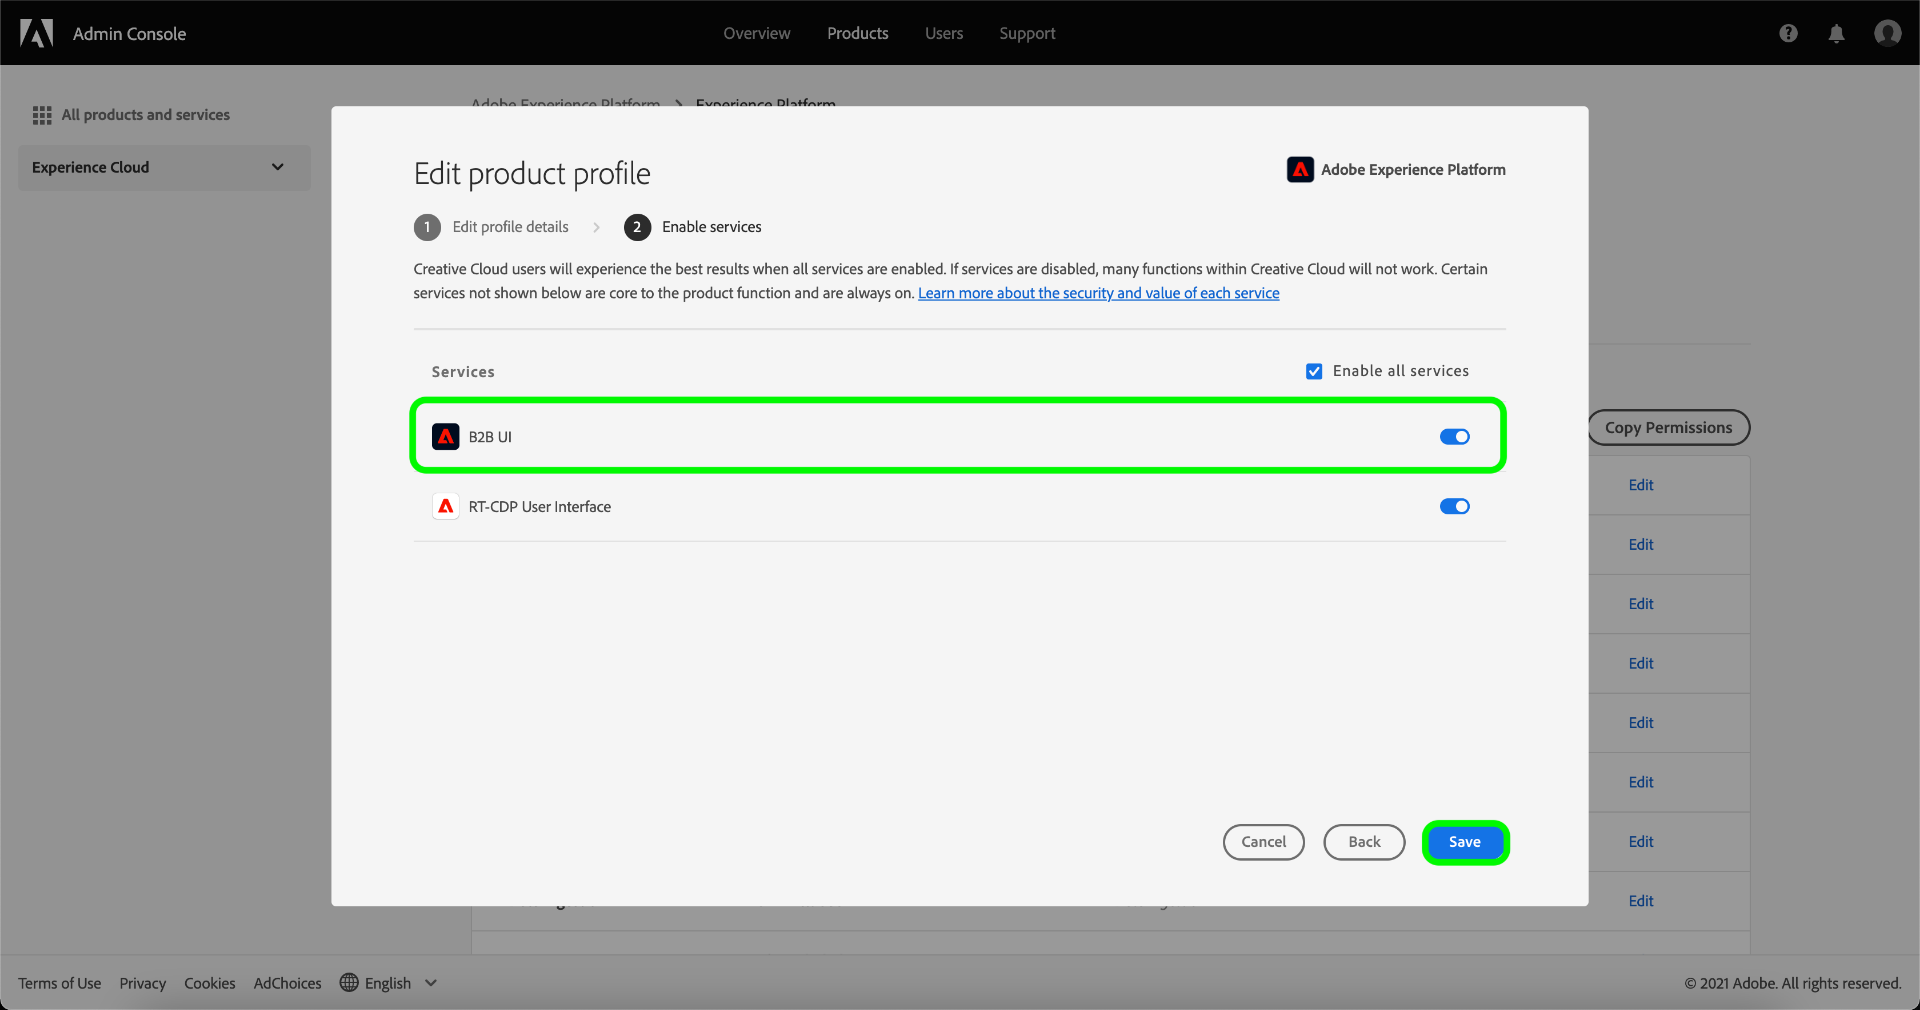 Admin Console
Overview Products Users Support
All products and services
Experience Cloud
Adobe Experience Platform > Experience Platform
Edit product profile
Adobe Experience Platform
1 Edit profile details > 2 Enable services
Creative Cloud users will experience the best results when all services are enabled. If services are disabled, many functions within Creative Cloud will not work. Certain
services not shown below are core to the product function and are always on. Learn more about the security and value of each service
Services
Enable all services
B2B UI
RT-CDP User Interface
Cancel Back Save
Copy Permissions
Edit
Edit
Edit
Edit
Edit
Edit
Edit
Edit
Terms of Use Privacy Cookies AdChoices English
© 2021 Adobe. All rights reserved.